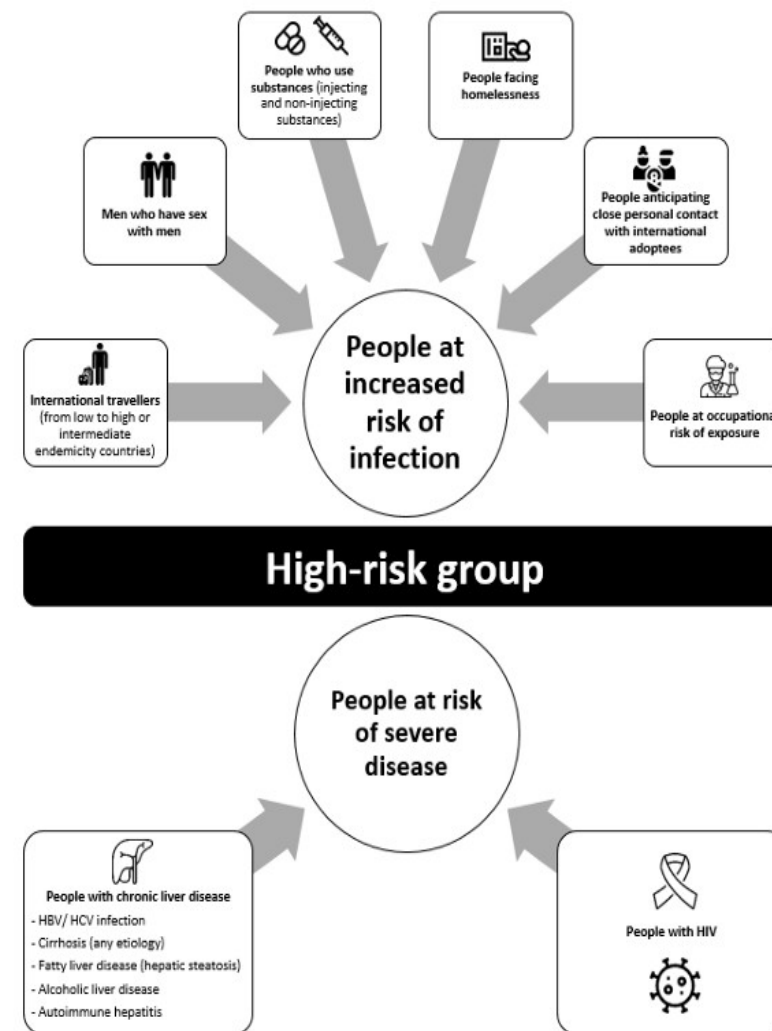 People who use
substances (injecting
and non-injecting
substances)
People facing
homelessness
Men who have sex
with men
People anticipating
close personal contact
with international
adoptees
International travellers
(from low to high or
intermediate
endemicity countries)
People at
increased
risk of
infection
People at occupationa
risk of exposure
High-risk group
People at risk
of severe
disease
People with chronic liver disease
- HBV/ HCV infection
- Cirrhosis (any etiology)
- Fatty liver disease (hepatic steatosis)
- Alcoholic liver disease
- Autoimmune hepatitis
People with HIV